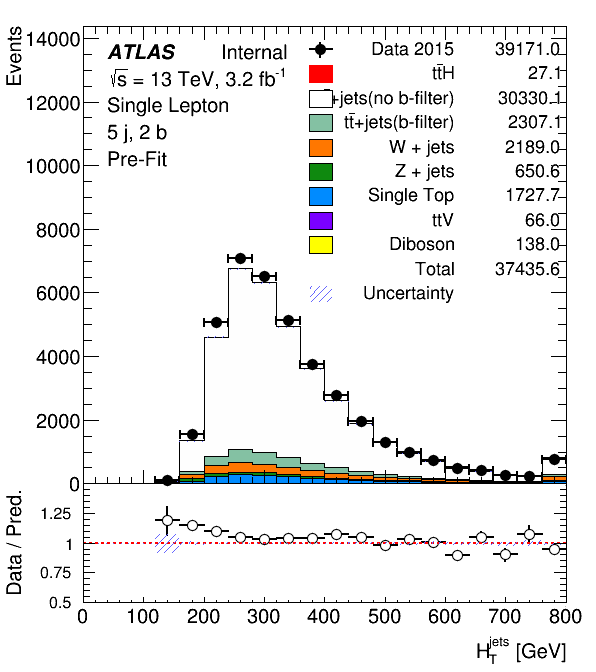 Events
14000
12000
10000
8000
6000
4000
2000
0
ATLAS Internal
√s = 13 TeV, 3.2 fb⁻¹
Single Lepton
5 j, 2 b
Pre-Fit
Data 2015 39171.0
tt̄H 27.1
+jets(no b-filter) 30330.1
tt̄+jets(b-filter) 2307.1
W + jets 2189.0
Z + jets 650.6
Single Top 1727.7
ttV 66.0
Diboson 138.0
Total 37435.6
Uncertainty
Data / Pred.
1.25
1
0.75
0.5
0 100 200 300 400 500 600 700 800
H_T^jets [GeV]